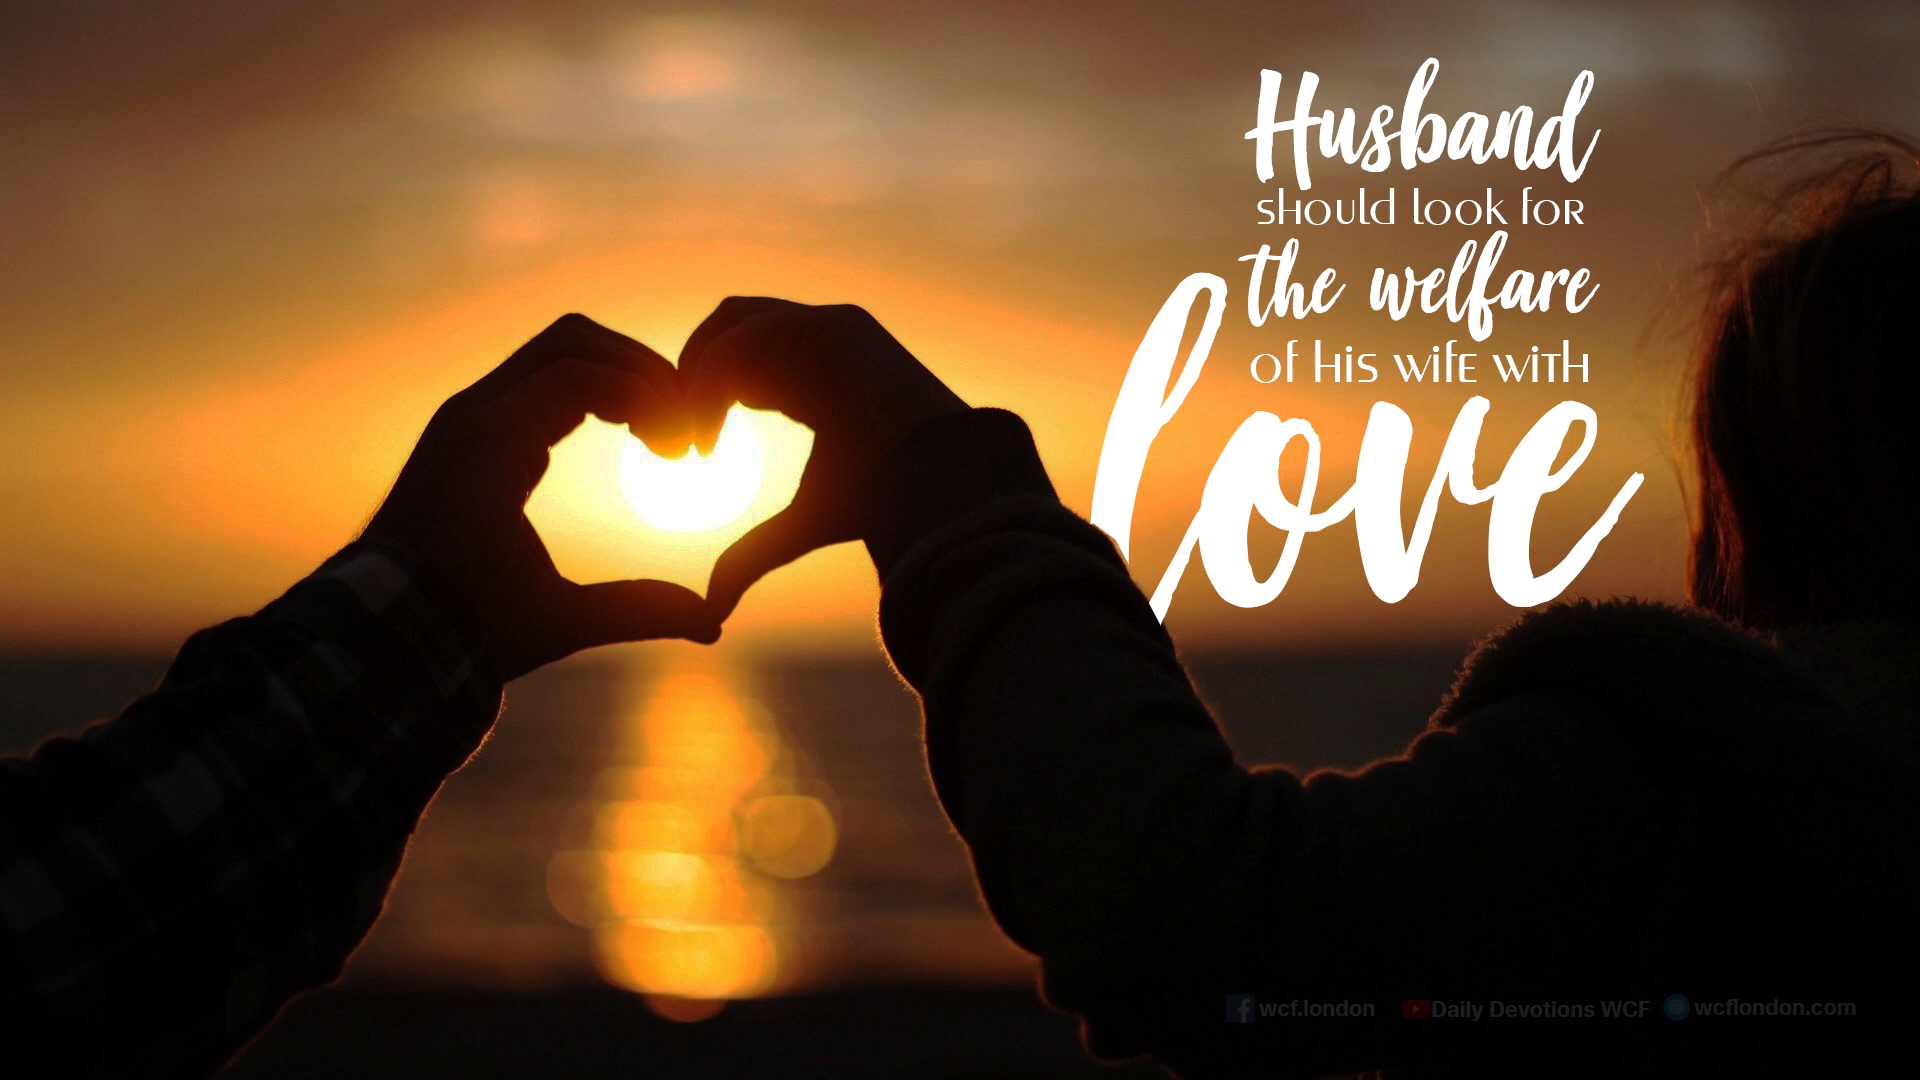 Husband
should look for
the welfare
of his wife with
love
wcf.london
Daily Devotions WCF
wcflondon.com